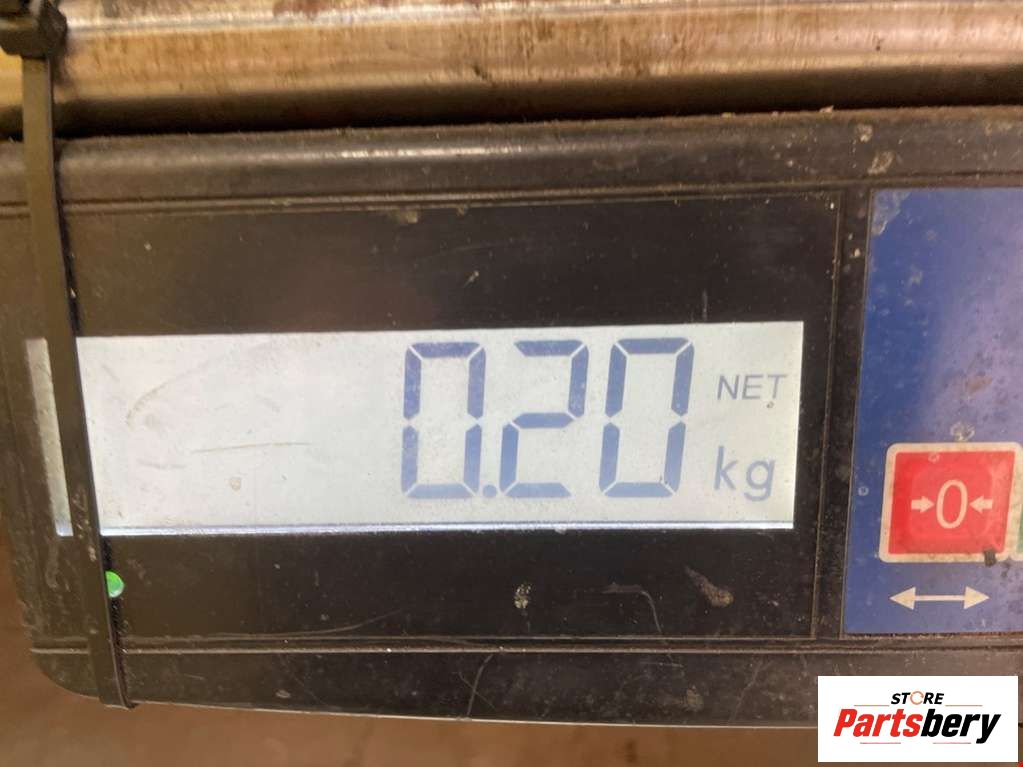 0.20
NET
kg
→0←
STORE
Partsbery